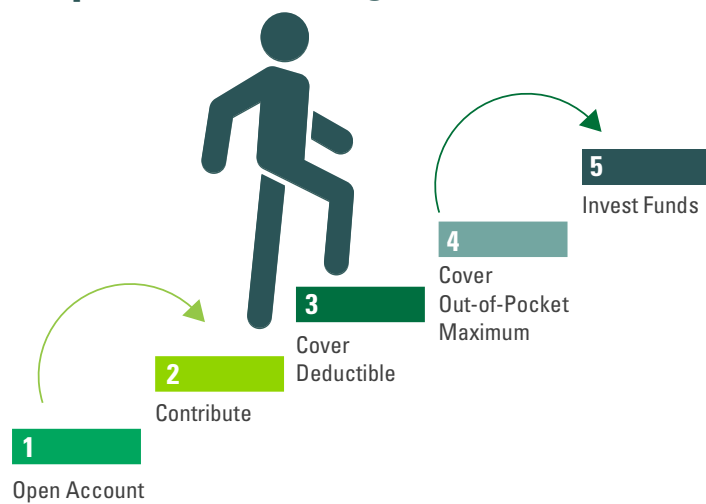 1
Open Account
2
Contribute
3
Cover
Deductible
4
Cover
Out-of-Pocket
Maximum
5
Invest Funds